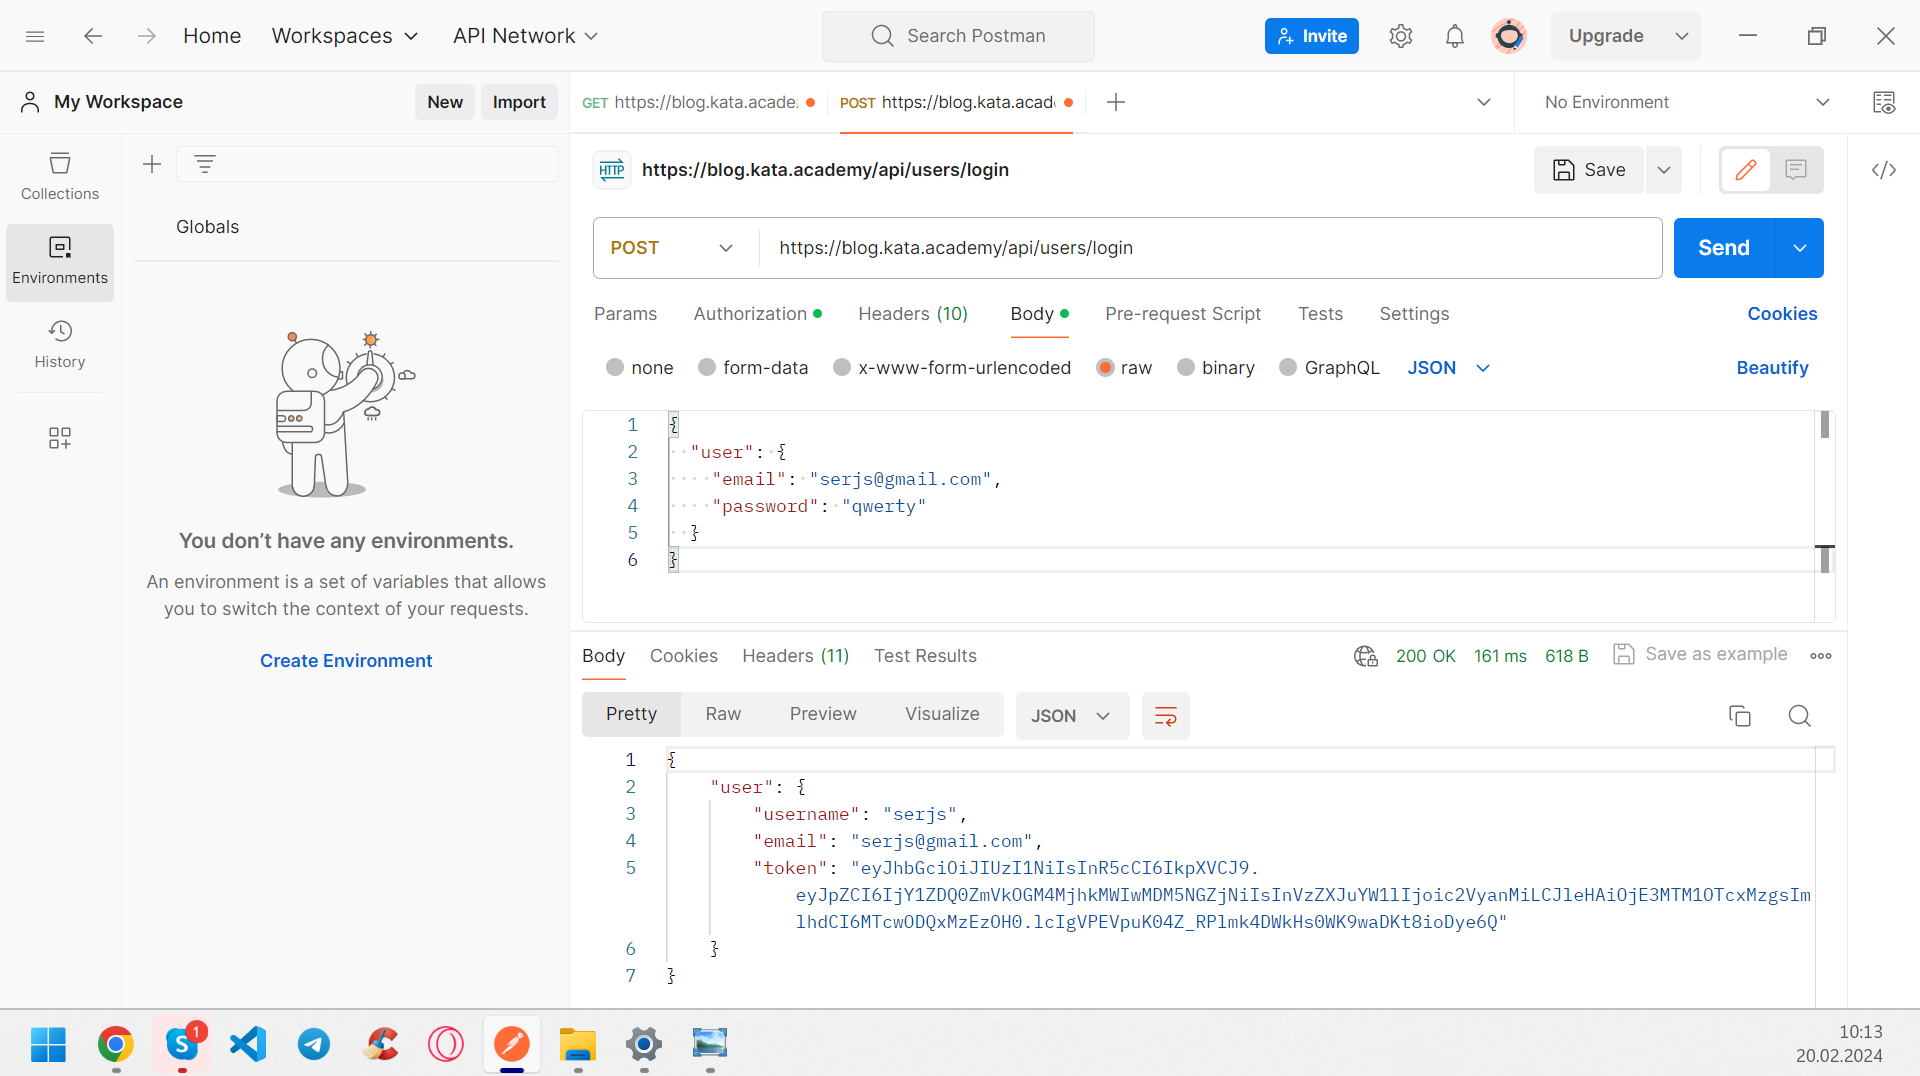 Home
Workspaces
API Network
Search Postman
Invite
Upgrade
My Workspace
New
Import
GET https://blog.kata.acade
POST https://blog.kata.acad
No Environment
Collections
Environments
History
Globals
You don’t have any environments.
An environment is a set of variables that allows
you to switch the context of your requests.
Create Environment
HTTP
https://blog.kata.academy/api/users/login
Save
</>
POST
https://blog.kata.academy/api/users/login
Send
Params
Authorization
Headers (10)
Body
Pre-request Script
Tests
Settings
Cookies
none
form-data
x-www-form-urlencoded
raw
binary
GraphQL
JSON
Beautify
1 {
2 "user": {
3 "email": "serjs@gmail.com",
4 "password": "qwerty"
5 }
6 }
Body
Cookies
Headers (11)
Test Results
200 OK
161 ms
618 B
Save as example
Pretty
Raw
Preview
Visualize
JSON
1 {
2 "user": {
3 "username": "serjs",
4 "email": "serjs@gmail.com",
5 "token": "eyJhbGciOiJIUzI1NiIsInR5cCI6IkpXVCJ9.
eyJpZCI6IjY1ZDQ0ZmVkOGM4MjhkMWIwMDM5NGZjNiIsInVzZXJuYW1lIjoic2VyanMiLCJleHAiOjE3MTM1OTcxMzgsIm
lhdCI6MTcwODQxMzEzOH0.lcIgVPEVpuK04Z_RPlmk4DWkHs0WK9waDKt8ioDye6Q"
6 }
7 }
S
1
10:13
20.02.2024